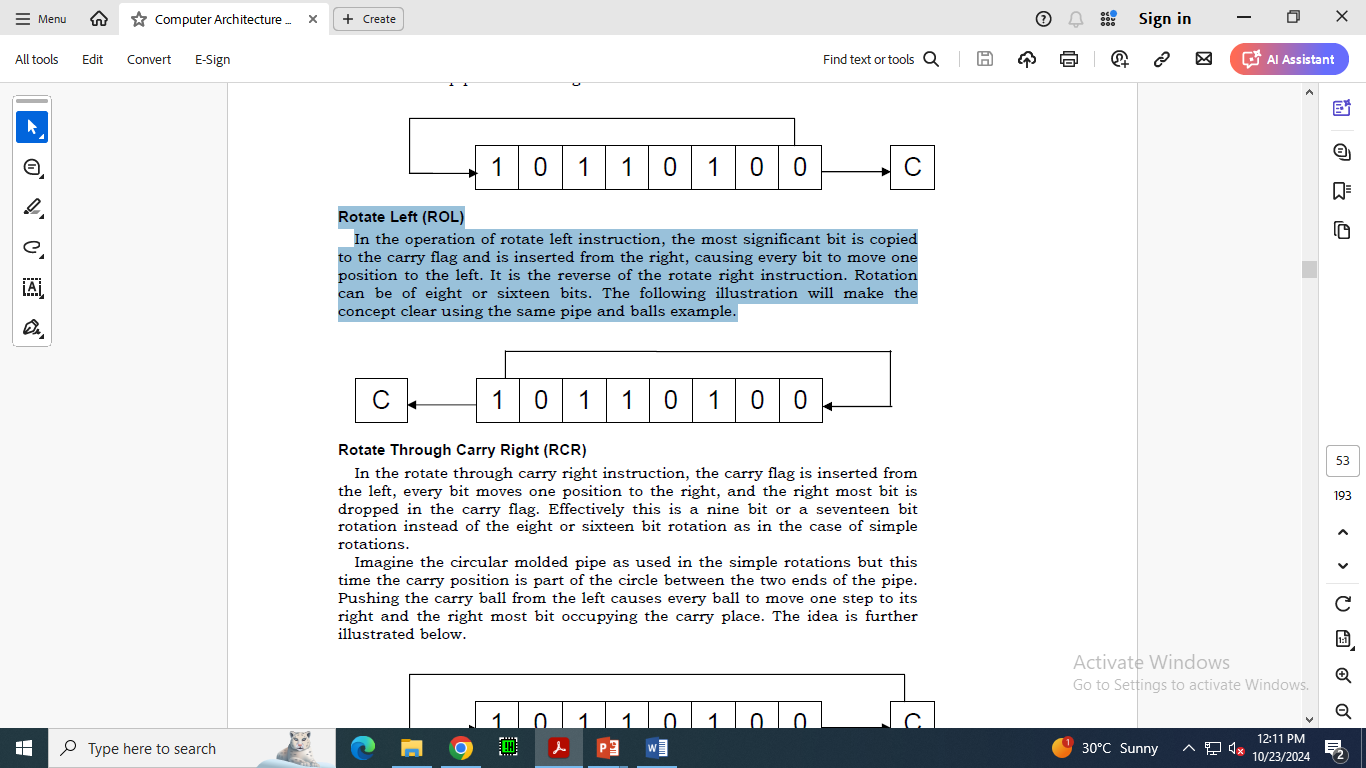 Menu
Computer Architecture ...
Create
Sign in
All tools
Edit
Convert
E-Sign
Find text or tools
AI Assistant
1 0 1 1 0 1 0 0 C
Rotate Left (ROL)
In the operation of rotate left instruction, the most significant bit is copied
to the carry flag and is inserted from the right, causing every bit to move one
position to the left. It is the reverse of the rotate right instruction. Rotation
can be of eight or sixteen bits. The following illustration will make the
concept clear using the same pipe and balls example.
C 1 0 1 1 0 1 0 0
Rotate Through Carry Right (RCR)
In the rotate through carry right instruction, the carry flag is inserted from
the left, every bit moves one position to the right, and the right most bit is
dropped in the carry flag. Effectively this is a nine bit or a seventeen bit
rotation instead of the eight or sixteen bit rotation as in the case of simple
rotations.
Imagine the circular molded pipe as used in the simple rotations but this
time the carry position is part of the circle between the two ends of the pipe.
Pushing the carry ball from the left causes every ball to move one step to its
right and the right most bit occupying the carry place. The idea is further
illustrated below.
1 0 1 1 0 1 0 0 C
53
193
1:1
Activate Windows
Go to Settings to activate Windows.
Type here to search
1
30°C Sunny
12:11 PM
10/23/2024
2